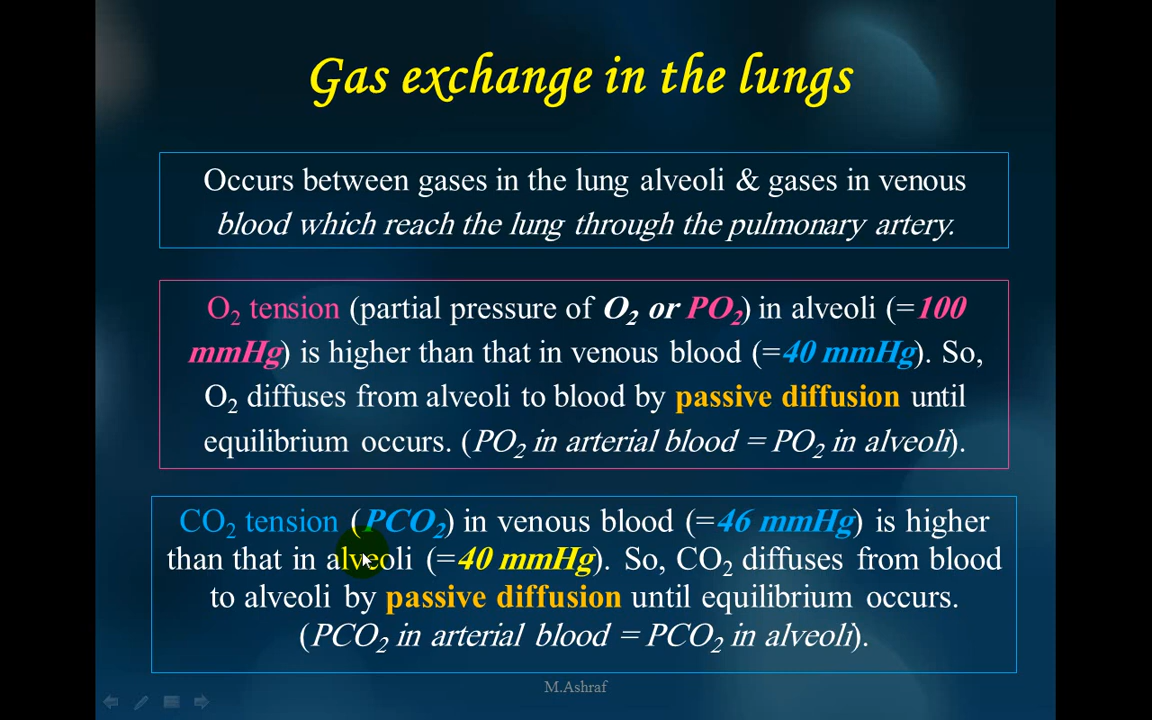 Gas exchange in the lungs
Occurs between gases in the lung alveoli & gases in venous
blood which reach the lung through the pulmonary artery.
O₂ tension (partial pressure of O₂ or PO₂) in alveoli (=100
mmHg) is higher than that in venous blood (=40 mmHg). So,
O₂ diffuses from alveoli to blood by passive diffusion until
equilibrium occurs. (PO₂ in arterial blood = PO₂ in alveoli).
CO₂ tension (PCO₂) in venous blood (=46 mmHg) is higher
than that in alveoli (=40 mmHg). So, CO₂ diffuses from blood
to alveoli by passive diffusion until equilibrium occurs.
(PCO₂ in arterial blood = PCO₂ in alveoli).
M.Ashraf